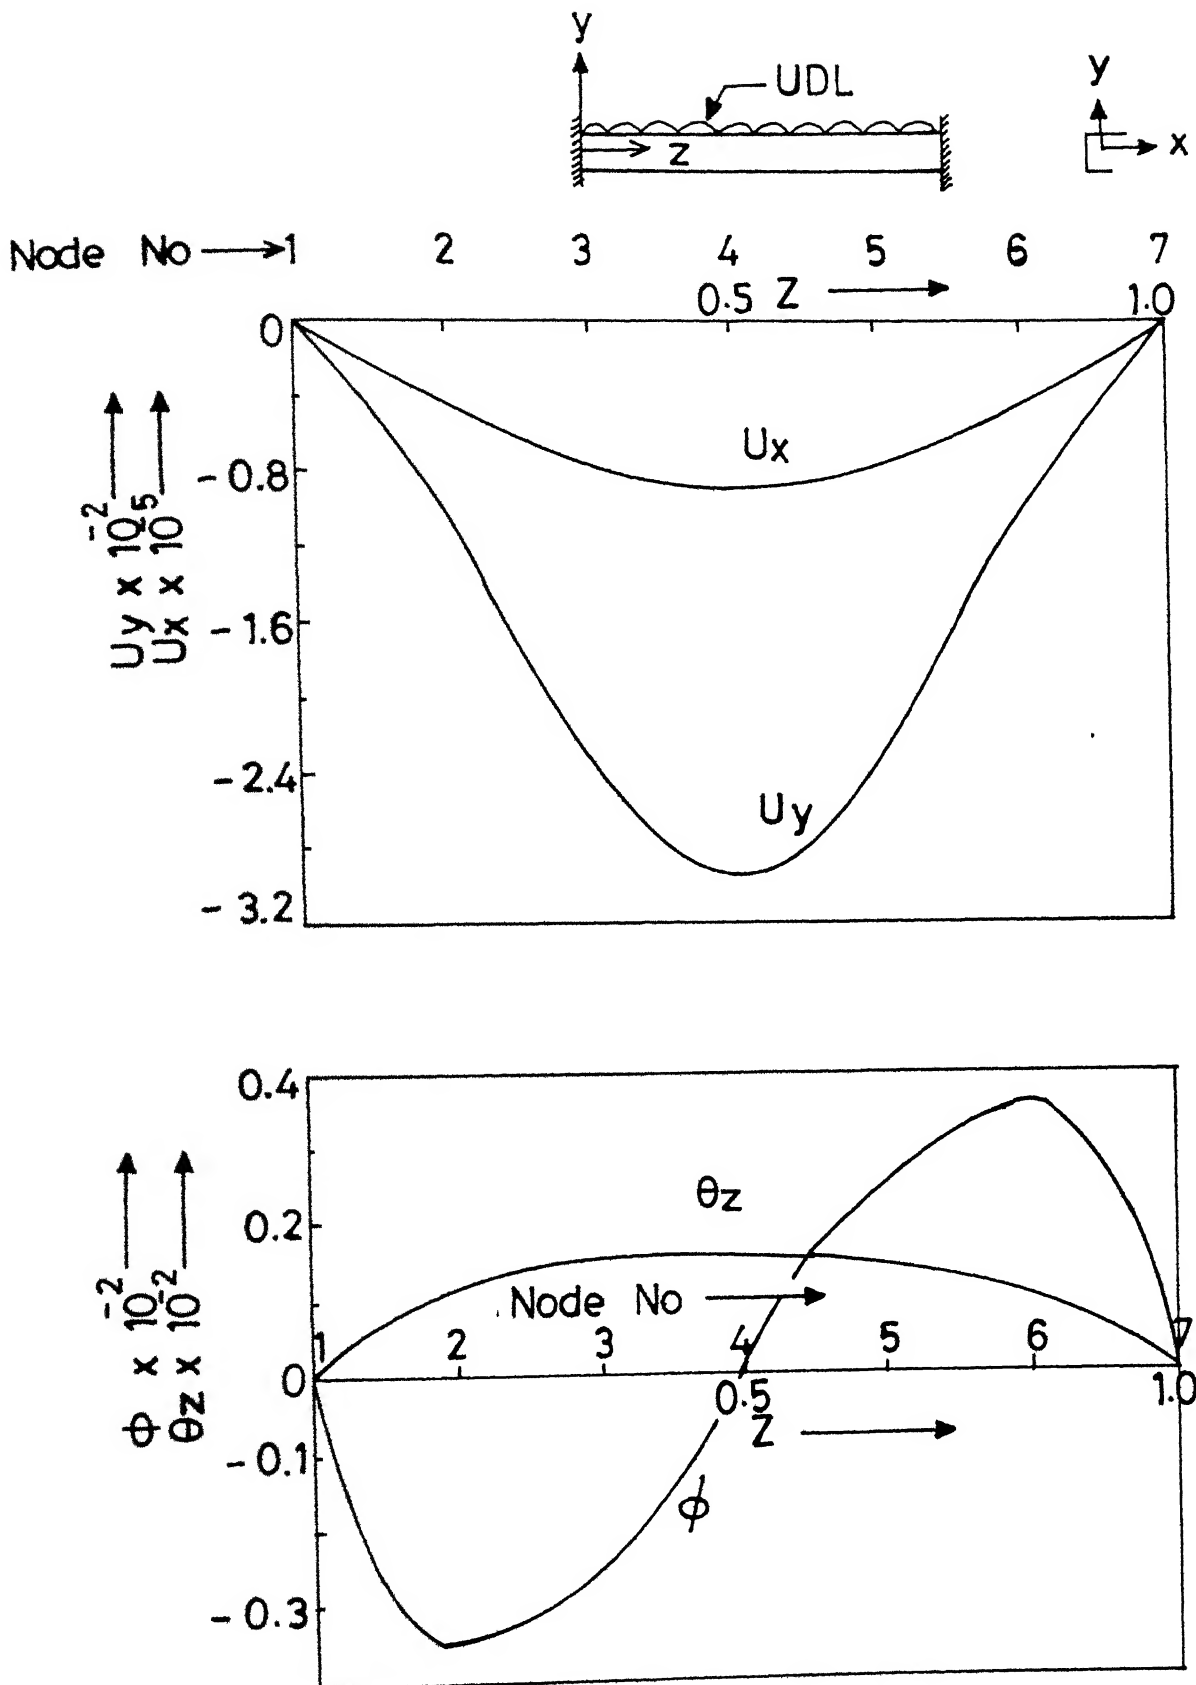 y
UDL
y
z
x
Node No 1 2 3 4 5 6 7
0.5 Z 1.0
0
Ux
- 0.8
Uy x 10-2
Ux x 10-5
- 1.6
- 2.4
Uy
- 3.2
0.4
θz
0.2
ϕ x 10-2
θz x 10-2
Node No
1 2 3 4 5 6 7
0
0.5 1.0
Z
- 0.1
ϕ
- 0.3